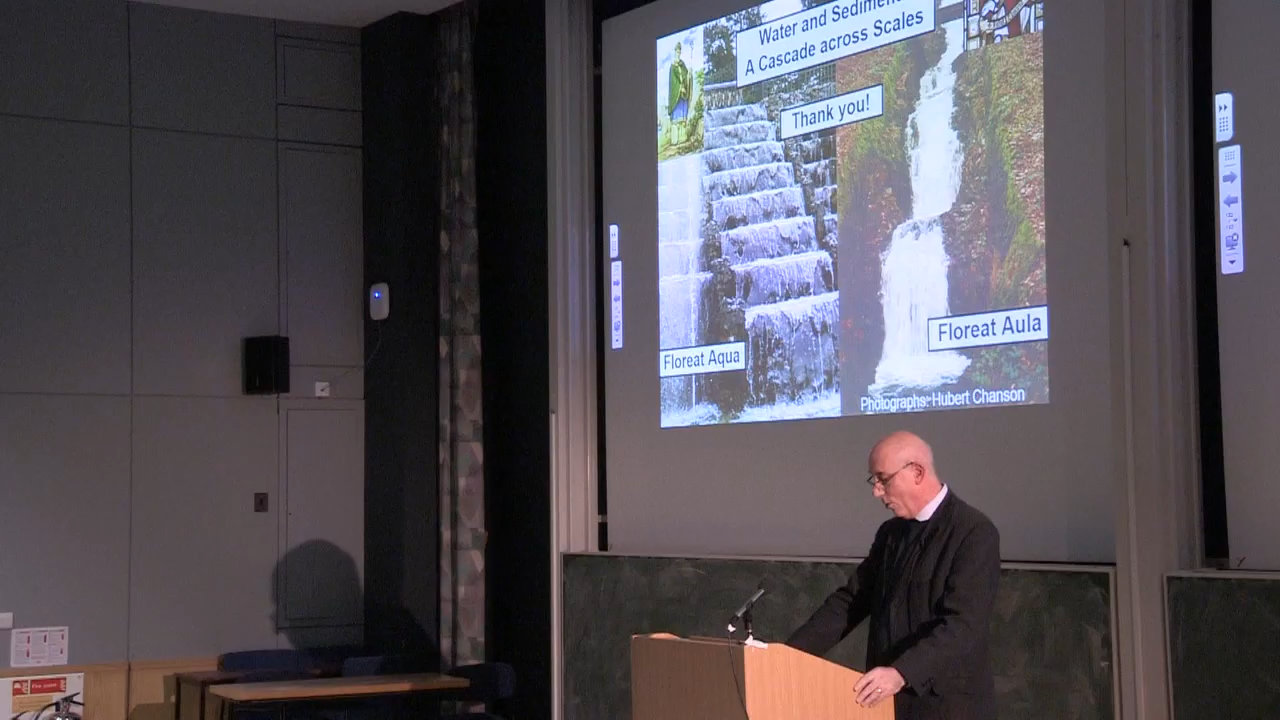 Water and Sediment
A Cascade across Scales
Thank you!
Floreat Aqua
Floreat Aula
Photographs: Hubert Chanson